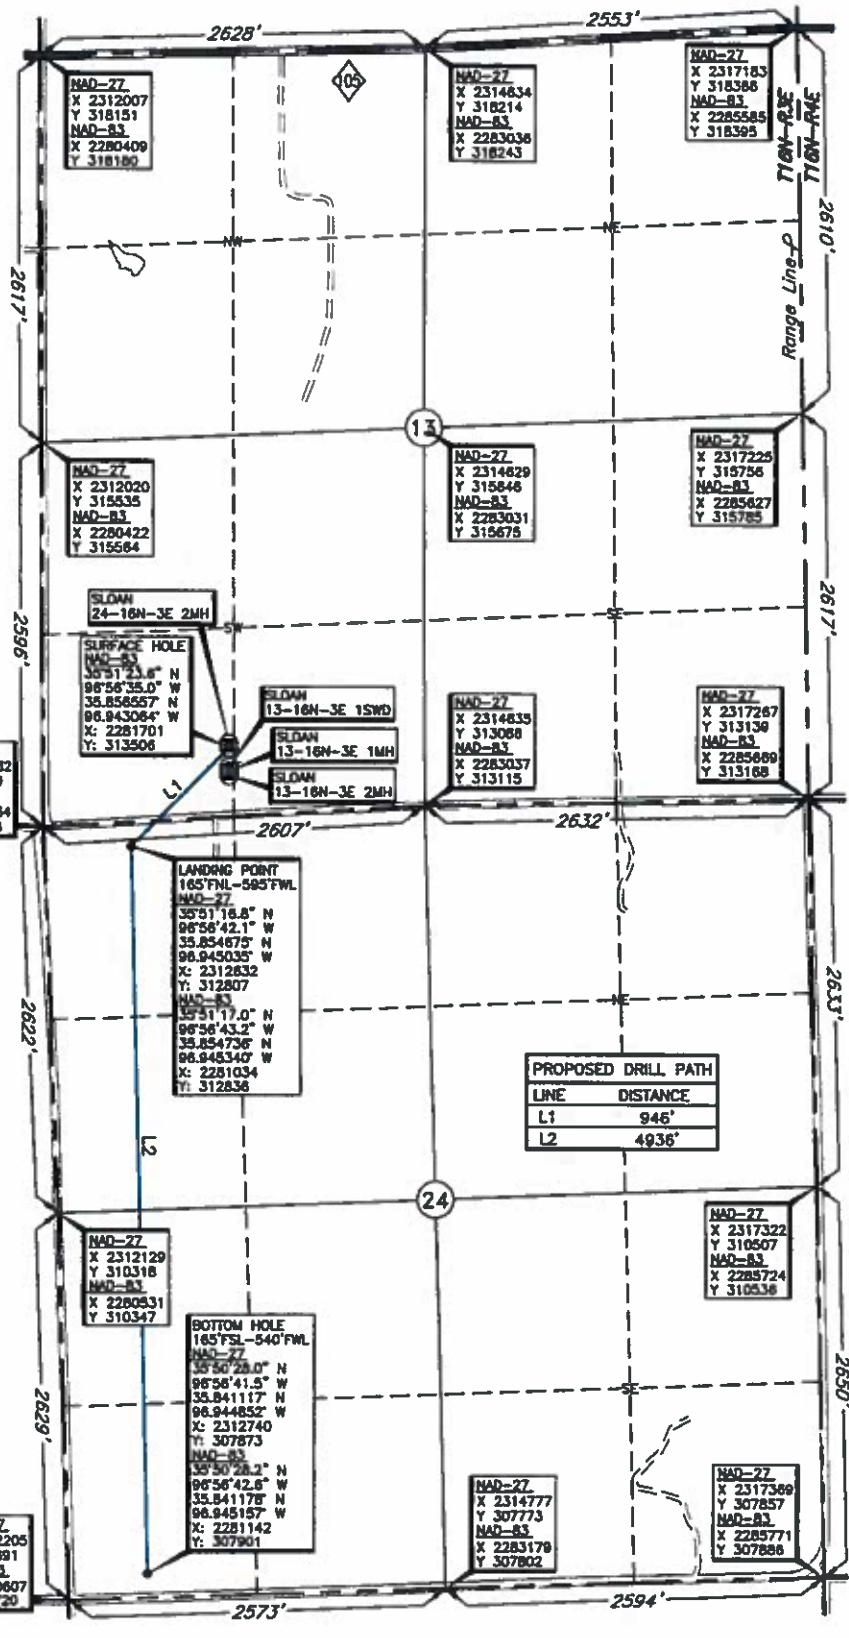 2628'
2553'
105
NAD-27
X 2312007
Y 318151
NAD-83
X 2280409
Y 318180
NAD-27
X 2314634
Y 318214
NAD-83
X 2283036
Y 318243
NAD-27
X 2317183
Y 318366
NAD-83
X 2285585
Y 318395
T16N-R3E
T16N-R4E
NW
NE
2610'
2617'
Range Line
13
NAD-27
X 2312020
Y 315535
NAD-83
X 2280422
Y 315564
NAD-27
X 2314629
Y 315646
NAD-83
X 2283031
Y 315675
NAD-27
X 2317225
Y 315756
NAD-83
X 2285627
Y 315785
2596'
2617'
SLOAN
24-16N-3E 2MH
SW
SE
SURFACE HOLE
NAD-83
35°51'23.6" N
96°56'35.0" W
35.856557° N
96.943064° W
X: 2281701
Y: 313506
SLOAN
13-16N-3E 1SWD
SLOAN
13-16N-3E 1MH
SLOAN
13-16N-3E 2MH
NAD-27
X 2314635
Y 313086
NAD-83
X 2283037
Y 313115
NAD-27
X 2317267
Y 313139
NAD-83
X 2285669
Y 313168
L1
2607'
2632'
LANDING POINT
165'FNL-595'FWL
NAD-27
35°51'16.8" N
96°56'42.1" W
35.854675° N
96.945035° W
X: 2312632
Y: 312807
NAD-83
35°51'17.0" N
96°56'43.2" W
35.854736° N
96.945340° W
X: 2281034
Y: 312836
2622'
NE
2633'
PROPOSED DRILL PATH
LINE DISTANCE
L1 946'
L2 4936'
L2
24
NAD-27
X 2312129
Y 310318
NAD-83
X 2280531
Y 310347
NAD-27
X 2317322
Y 310507
NAD-83
X 2285724
Y 310536
BOTTOM HOLE
165'FSL-540'FWL
NAD-27
35°50'28.0" N
96°56'41.5" W
35.841117° N
96.944852° W
X: 2312740
Y: 307873
NAD-83
35°50'28.2" N
96°56'42.6" W
35.841178° N
96.945157° W
X: 2281142
Y: 307901
2629'
SE
2650'
NAD-27
X 2314777
Y 307773
NAD-83
X 2283179
Y 307802
NAD-27
X 2317369
Y 307857
NAD-83
X 2285771
Y 307886
2573'
2594'